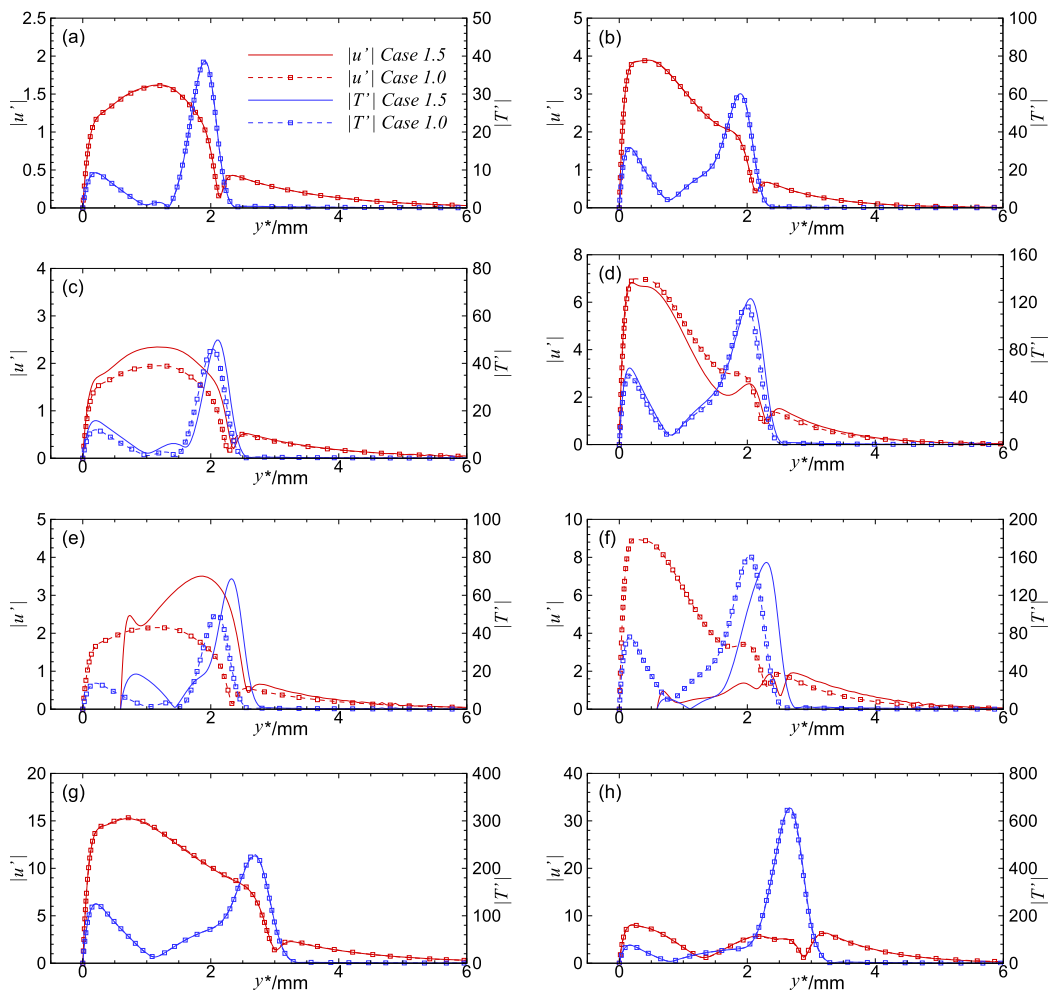 (a)
2.5
2
1.5
1
0.5
0
|u'|
50
40
30
20
10
0
|T'|
|u'| Case 1.5
|u'| Case 1.0
|T'| Case 1.5
|T'| Case 1.0
0 2 4 6
y*/mm
(b)
5
4
3
2
1
0
|u'|
100
80
60
40
20
0
|T'|
0 2 4 6
y*/mm
(c)
4
3
2
1
0
|u'|
80
60
40
20
0
|T'|
0 2 4 6
y*/mm
(d)
8
6
4
2
0
|u'|
160
120
80
40
0
|T'|
0 2 4 6
y*/mm
(e)
5
4
3
2
1
0
|u'|
100
80
60
40
20
0
|T'|
0 2 4 6
y*/mm
(f)
10
8
6
4
2
0
|u'|
200
160
120
80
40
0
|T'|
0 2 4 6
y*/mm
(g)
20
15
10
5
0
|u'|
400
300
200
100
0
|T'|
0 2 4 6
y*/mm
(h)
40
30
20
10
0
|u'|
800
600
400
200
0
|T'|
0 2 4 6
y*/mm